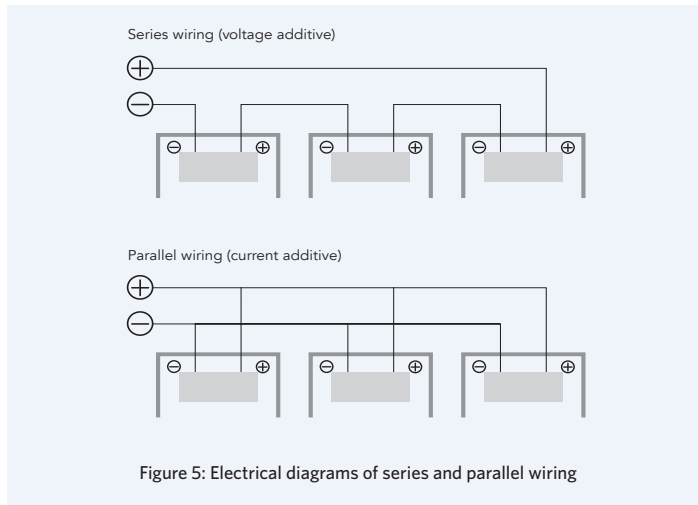 Series wiring (voltage additive)
+
−
− + − + − +
Parallel wiring (current additive)
+
−
− + − + − +
Figure 5: Electrical diagrams of series and parallel wiring